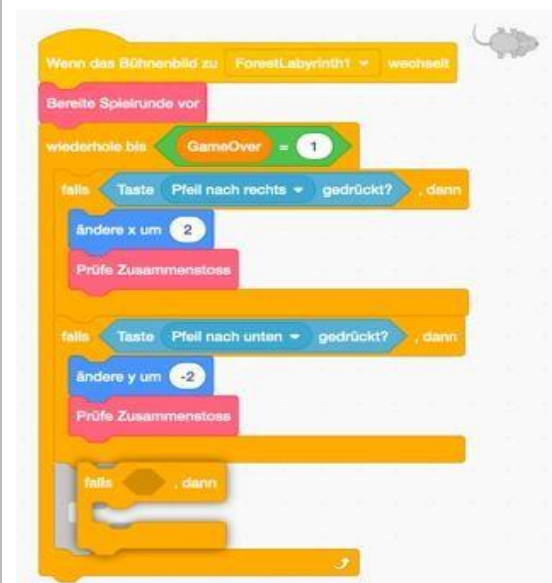 Wenn das Bühnenbild zu ForestLabyrinth1 wechselt
Bereite Spielrunde vor
wiederhole bis GameOver = 1
falls Taste Pfeil nach rechts gedrückt? , dann
ändere x um 2
Prüfe Zusammenstoss
falls Taste Pfeil nach unten gedrückt? , dann
ändere y um -2
Prüfe Zusammenstoss
falls , dann